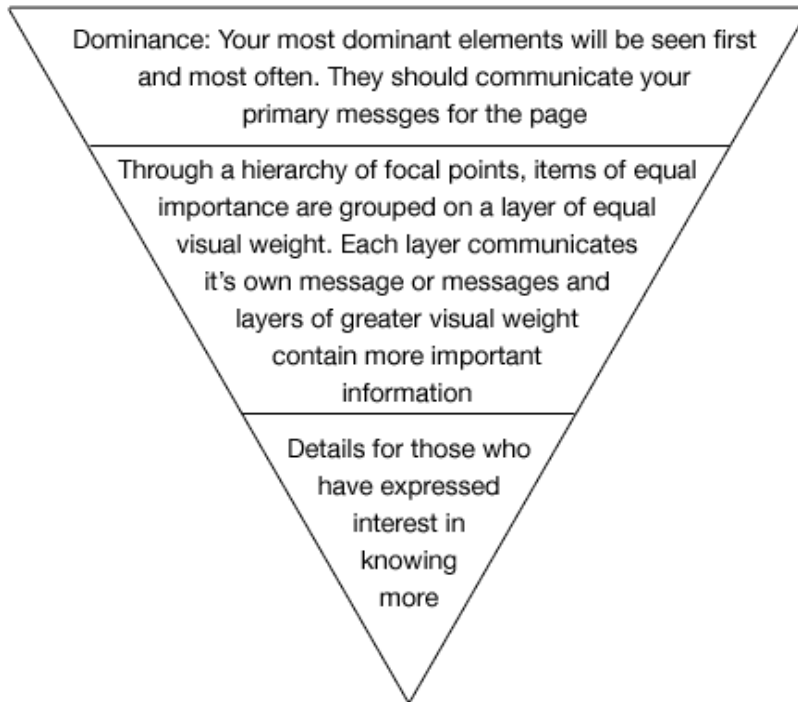 Dominance: Your most dominant elements will be seen first
and most often. They should communicate your
primary messges for the page
Through a hierarchy of focal points, items of equal
importance are grouped on a layer of equal
visual weight. Each layer communicates
it's own message or messages and
layers of greater visual weight
contain more important
information
Details for those who
have expressed
interest in
knowing
more